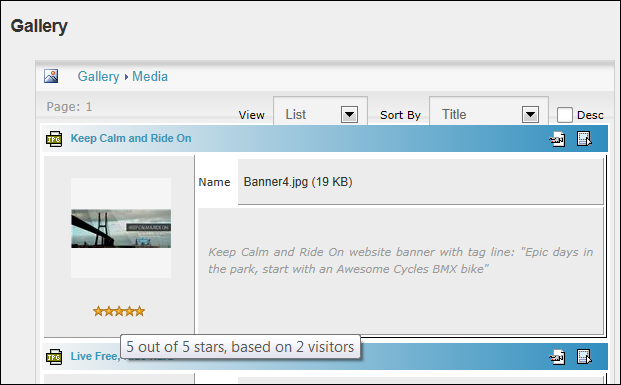 Gallery
Gallery Media
Page: 1
View List Sort By Title Desc
JPG Keep Calm and Ride On
Name Banner4.jpg (19 KB)
KEEP CALM & RIDE ON
Keep Calm and Ride On website banner with tag line: "Epic days in
the park, start with an Awesome Cycles BMX bike"
5 out of 5 stars, based on 2 visitors
JPG Live Free,